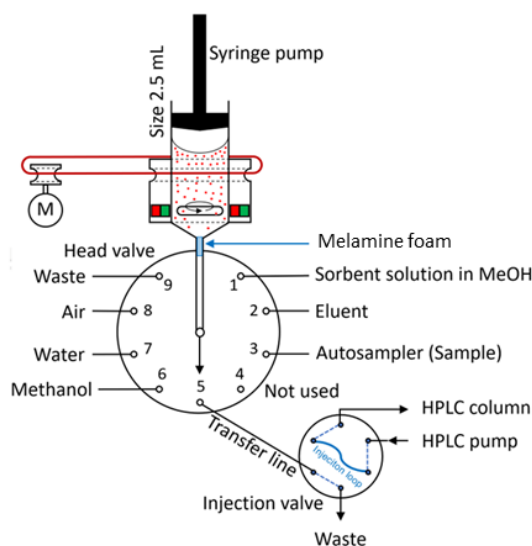 Syringe pump
Size 2.5 mL
M
Melamine foam
Head valve
Waste
9
1
Sorbent solution in MeOH
Air
8
2
Eluent
Water
7
3
Autosampler (Sample)
Methanol
6
5
4
Not used
Transfer line
HPLC column
HPLC pump
Injeciton loop
Injection valve
Waste